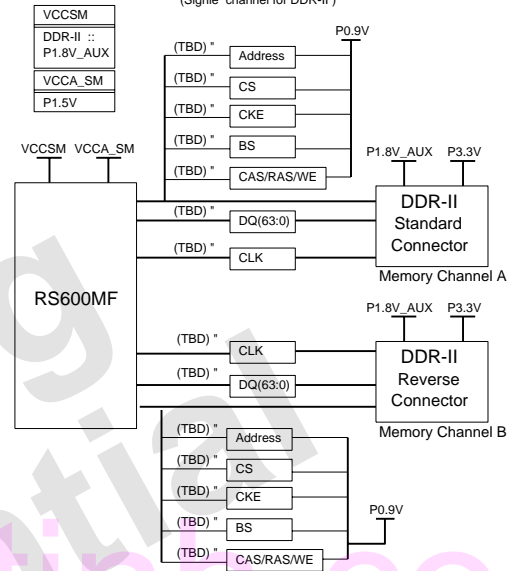 (Signle channel for DDR-II )
VCCSM
DDR-II ::
P1.8V_AUX
VCCA_SM
P1.5V
P0.9V
(TBD) " Address
(TBD) " CS
(TBD) " CKE
(TBD) " BS
(TBD) " CAS/RAS/WE
VCCSM VCCA_SM
P1.8V_AUX P3.3V
(TBD) " DQ(63:0)
(TBD) " CLK
DDR-II
Standard
Connector
Memory Channel A
RS600MF
P1.8V_AUX P3.3V
(TBD) " CLK
(TBD) " DQ(63:0)
DDR-II
Reverse
Connector
Memory Channel B
(TBD) " Address
(TBD) " CS
(TBD) " CKE
(TBD) " BS
(TBD) " CAS/RAS/WE
P0.9V